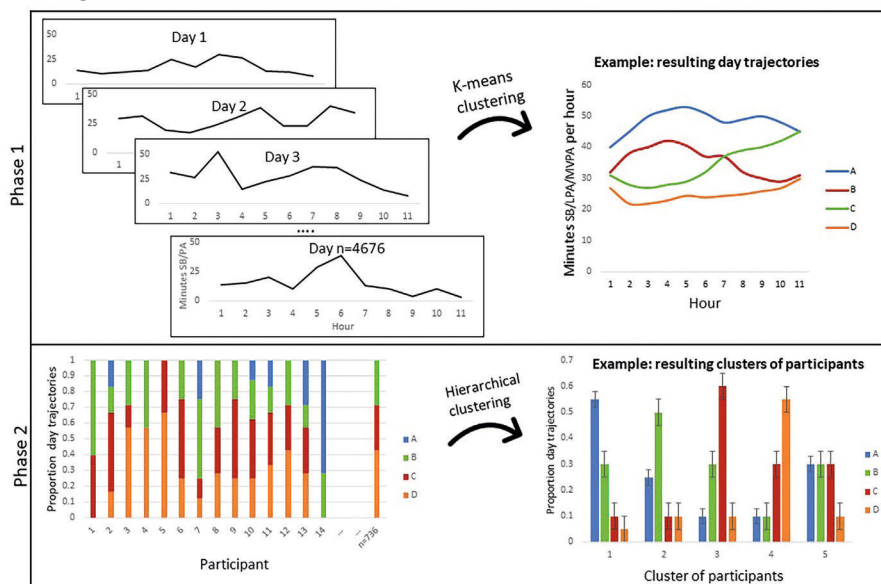 Phase 1
Day 1
50
25
0
1
Day 2
50
25
0
1
Day 3
50
25
0
1 2 3 4 5 6 7 8 9 10 11
....
Day n=4676
Minutes SB/PA
50
25
0
1 2 3 4 5 6 7 8 9 10 11
Hour
K-means
clustering
Example: resulting day trajectories
Minutes SB/LPA/MVPA per hour
60
50
40
30
20
10
0
1 2 3 4 5 6 7 8 9 10 11
Hour
A
B
C
D
Phase 2
Proportion day trajectories
1
0.9
0.8
0.7
0.6
0.5
0.4
0.3
0.2
0.1
0
1 2 3 4 5 6 7 8 9 10 11 12 13 14 ... ... n=736
Participant
A
B
C
D
Hierarchical
clustering
Example: resulting clusters of participants
Proportion day trajectories
0.7
0.6
0.5
0.4
0.3
0.2
0.1
0
1 2 3 4 5
Cluster of participants
A
B
C
D